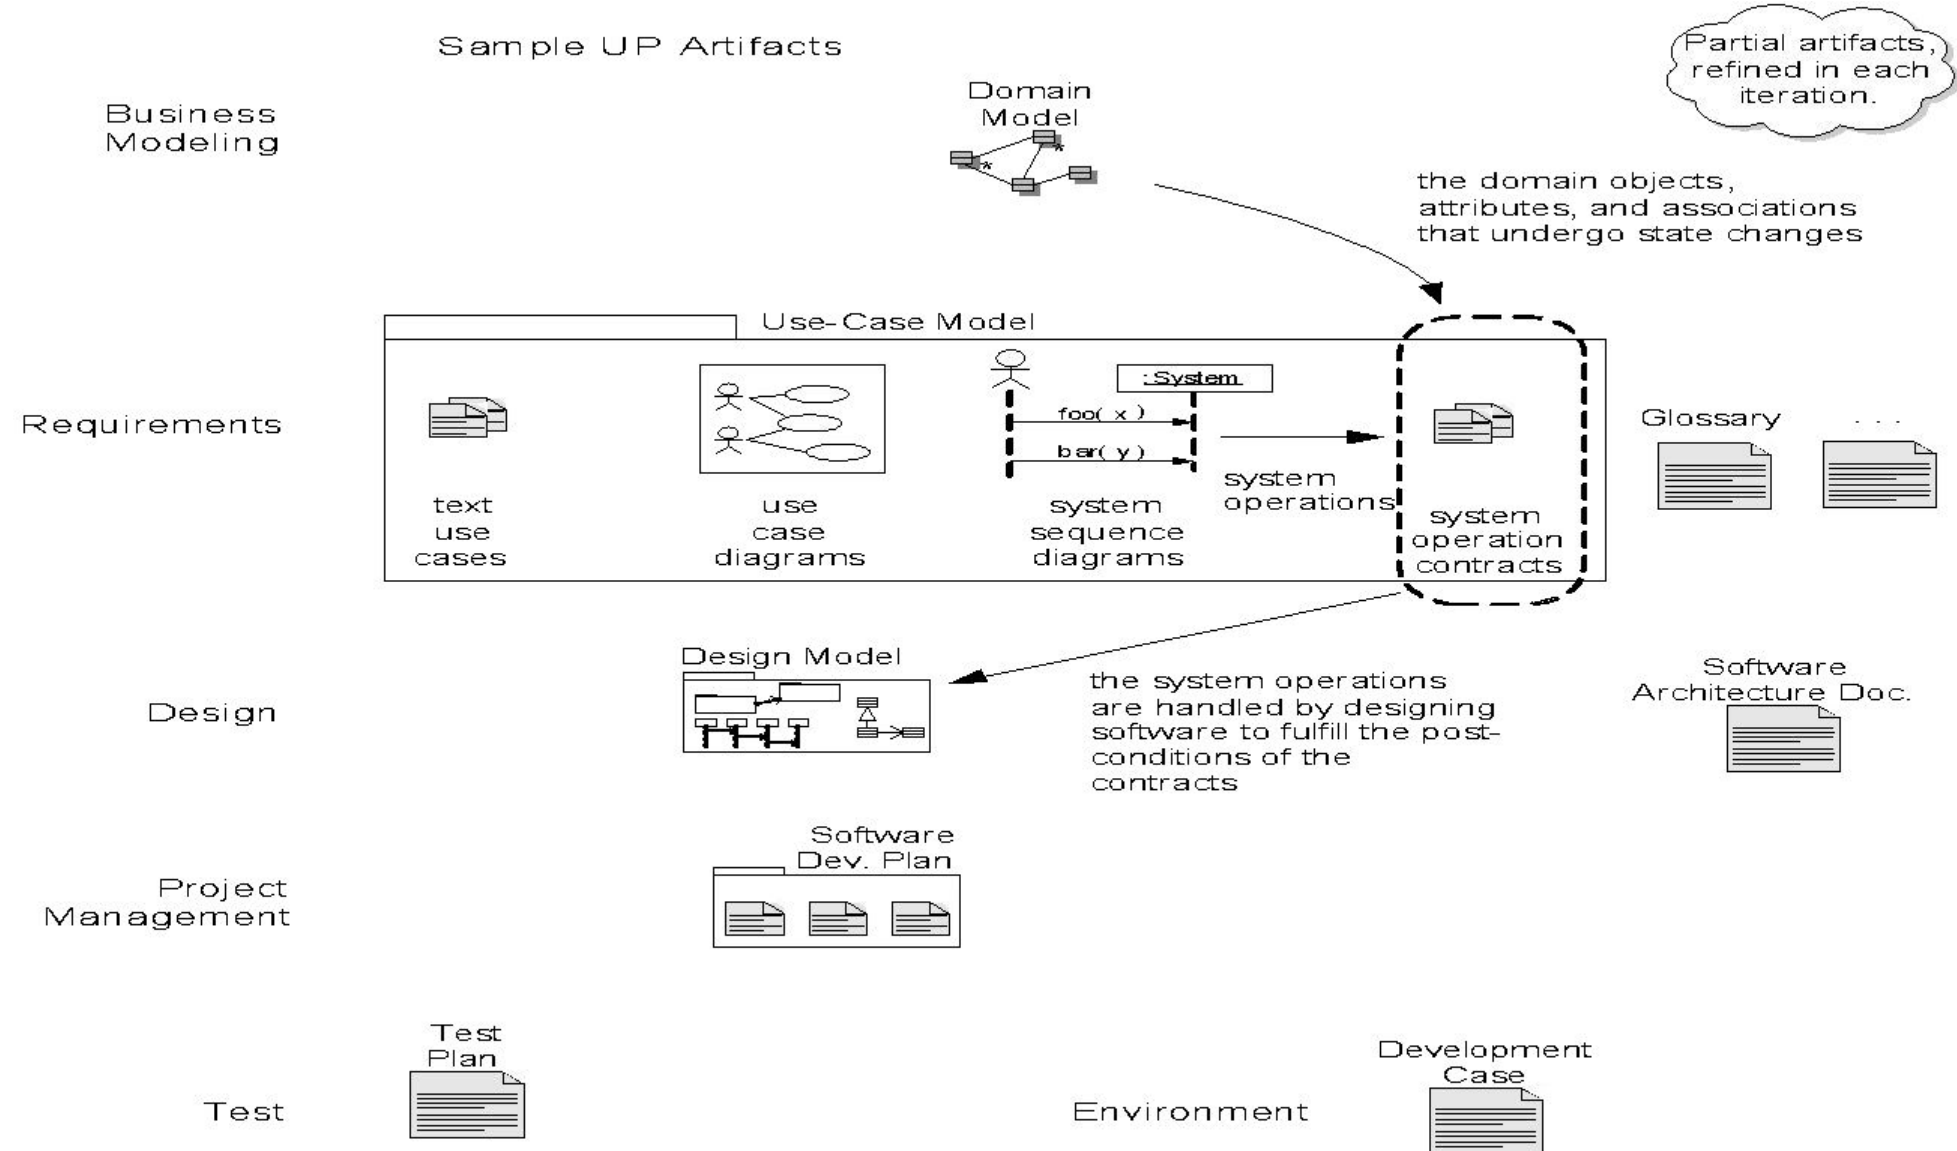 Sample UP Artifacts
Partial artifacts,
refined in each
iteration.
Business
Modeling
Domain
Model
*
*
the domain objects,
attributes, and associations
that undergo state changes
Use-Case Model
Requirements
text
use
cases
use
case
diagrams
: System
foo( x )
bar( y )
system
sequence
diagrams
system
operations
system
operation
contracts
Glossary
. . .
Design
Design Model
the system operations
are handled by designing
software to fulfill the post-
conditions of the
contracts
Software
Architecture Doc.
Project
Management
Software
Dev. Plan
Test
Test
Plan
Environment
Development
Case